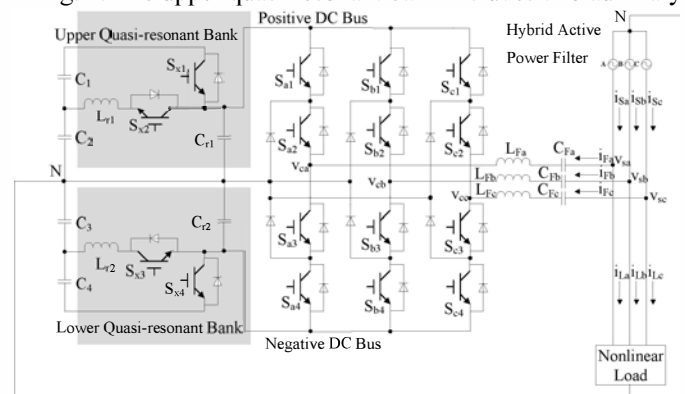 Positive DC Bus
N
Upper Quasi-resonant Bank
Hybrid Active
Power Filter
Sx1
Sa1
Sb1
Sc1
A B C
C1
Lr1
Sx2
Cr1
iSa iSb iSc
C2
Sa2
Sb2
Sc2
LFa
CFa
iFa vsa
N
vca
vcb
vcc
LFb
CFb
iFb
vsb
LFc
CFc
iFc
vsc
C3
Cr2
Lr2
Sx3
Sx4
Sa3
Sb3
Sc3
C4
Sa4
Sb4
Sc4
iLa iLb iLc
Lower Quasi-resonant Bank
Negative DC Bus
Nonlinear
Load